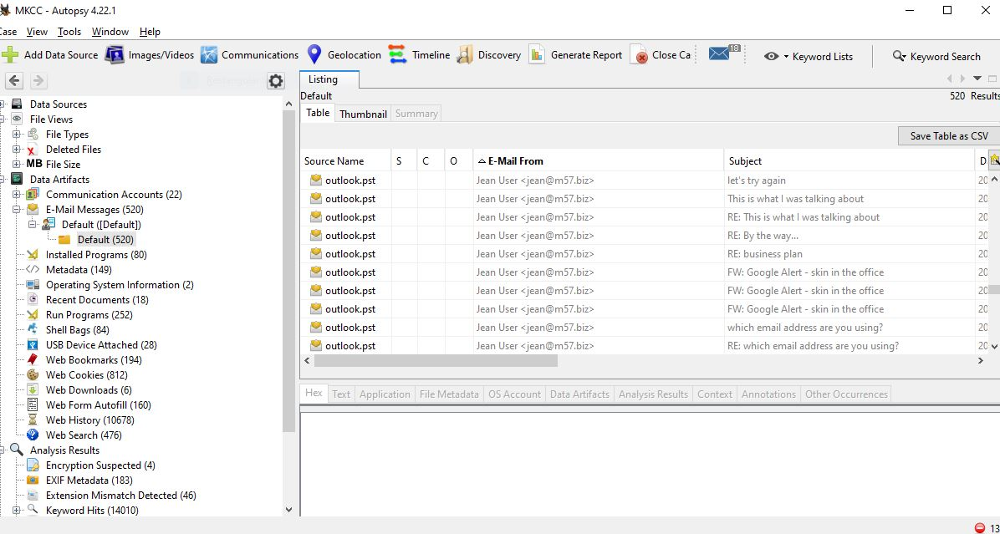 MKCC - Autopsy 4.22.1
Case View Tools Window Help
Add Data Source Images/Videos Communications Geolocation Timeline Discovery Generate Report Close Ca 18 Keyword Lists Keyword Search
Listing
Default
520 Results
Table Thumbnail Summary
Save Table as CSV
Source Name S C O E-Mail From Subject D
outlook.pst Jean User <jean@m57.biz> let's try again 20
outlook.pst Jean User <jean@m57.biz> This is what I was talking about 20
outlook.pst Jean User <jean@m57.biz> RE: This is what I was talking about 20
outlook.pst Jean User <jean@m57.biz> RE: By the way... 20
outlook.pst Jean User <jean@m57.biz> RE: business plan 20
outlook.pst Jean User <jean@m57.biz> FW: Google Alert - skin in the office 20
outlook.pst Jean User <jean@m57.biz> FW: Google Alert - skin in the office 20
outlook.pst Jean User <jean@m57.biz> FW: Google Alert - skin in the office 20
outlook.pst Jean User <jean@m57.biz> which email address are you using? 20
outlook.pst Jean User <jean@m57.biz> RE: which email address are you using? 20
Hex Text Application File Metadata OS Account Data Artifacts Analysis Results Context Annotations Other Occurrences
Data Sources
File Views
File Types
Deleted Files
MB File Size
Data Artifacts
Communication Accounts (22)
E-Mail Messages (520)
Default ([Default])
Default (520)
Installed Programs (80)
Metadata (149)
Operating System Information (2)
Recent Documents (18)
Run Programs (252)
Shell Bags (84)
USB Device Attached (28)
Web Bookmarks (194)
Web Cookies (812)
Web Downloads (6)
Web Form Autofill (160)
Web History (10678)
Web Search (476)
Analysis Results
Encryption Suspected (4)
EXIF Metadata (183)
Extension Mismatch Detected (46)
Keyword Hits (14010)
13